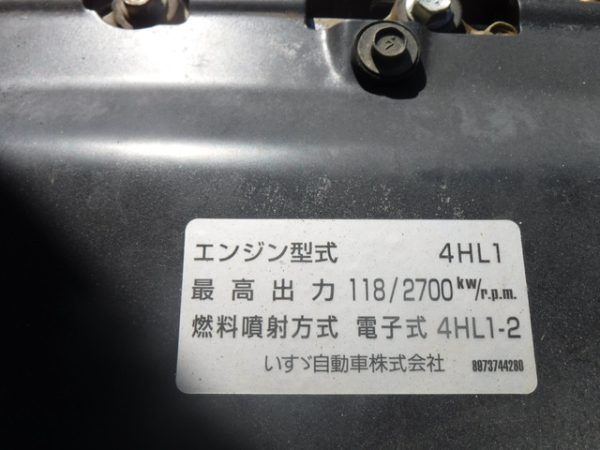 エンジン型式 4HL1
最高出力 118/2700 kw/r.p.m.
燃料噴射方式 電子式 4HL1-2
いすゞ自動車株式会社 8973744280